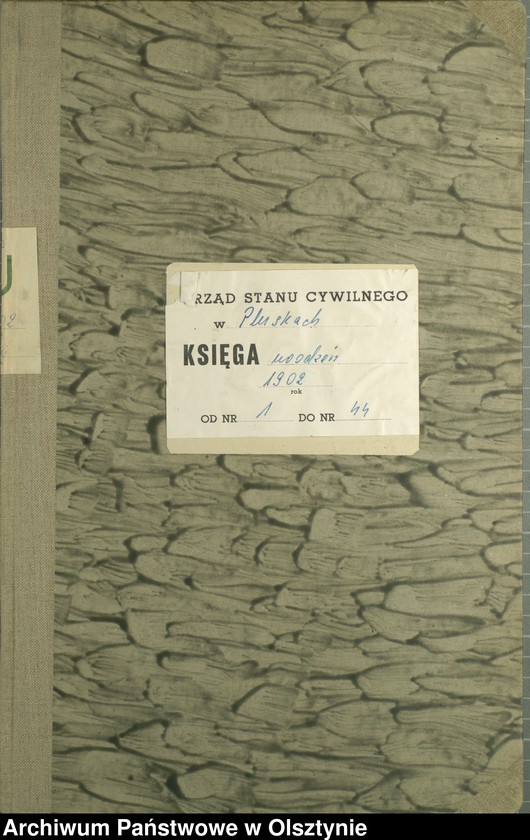 RZĄD STANU CYWILNEGO
w Pluskach
KSIĘGA urodzeń
1902
rok
OD NR 1 DO NR 44
Archiwum Państwowe w Olsztynie